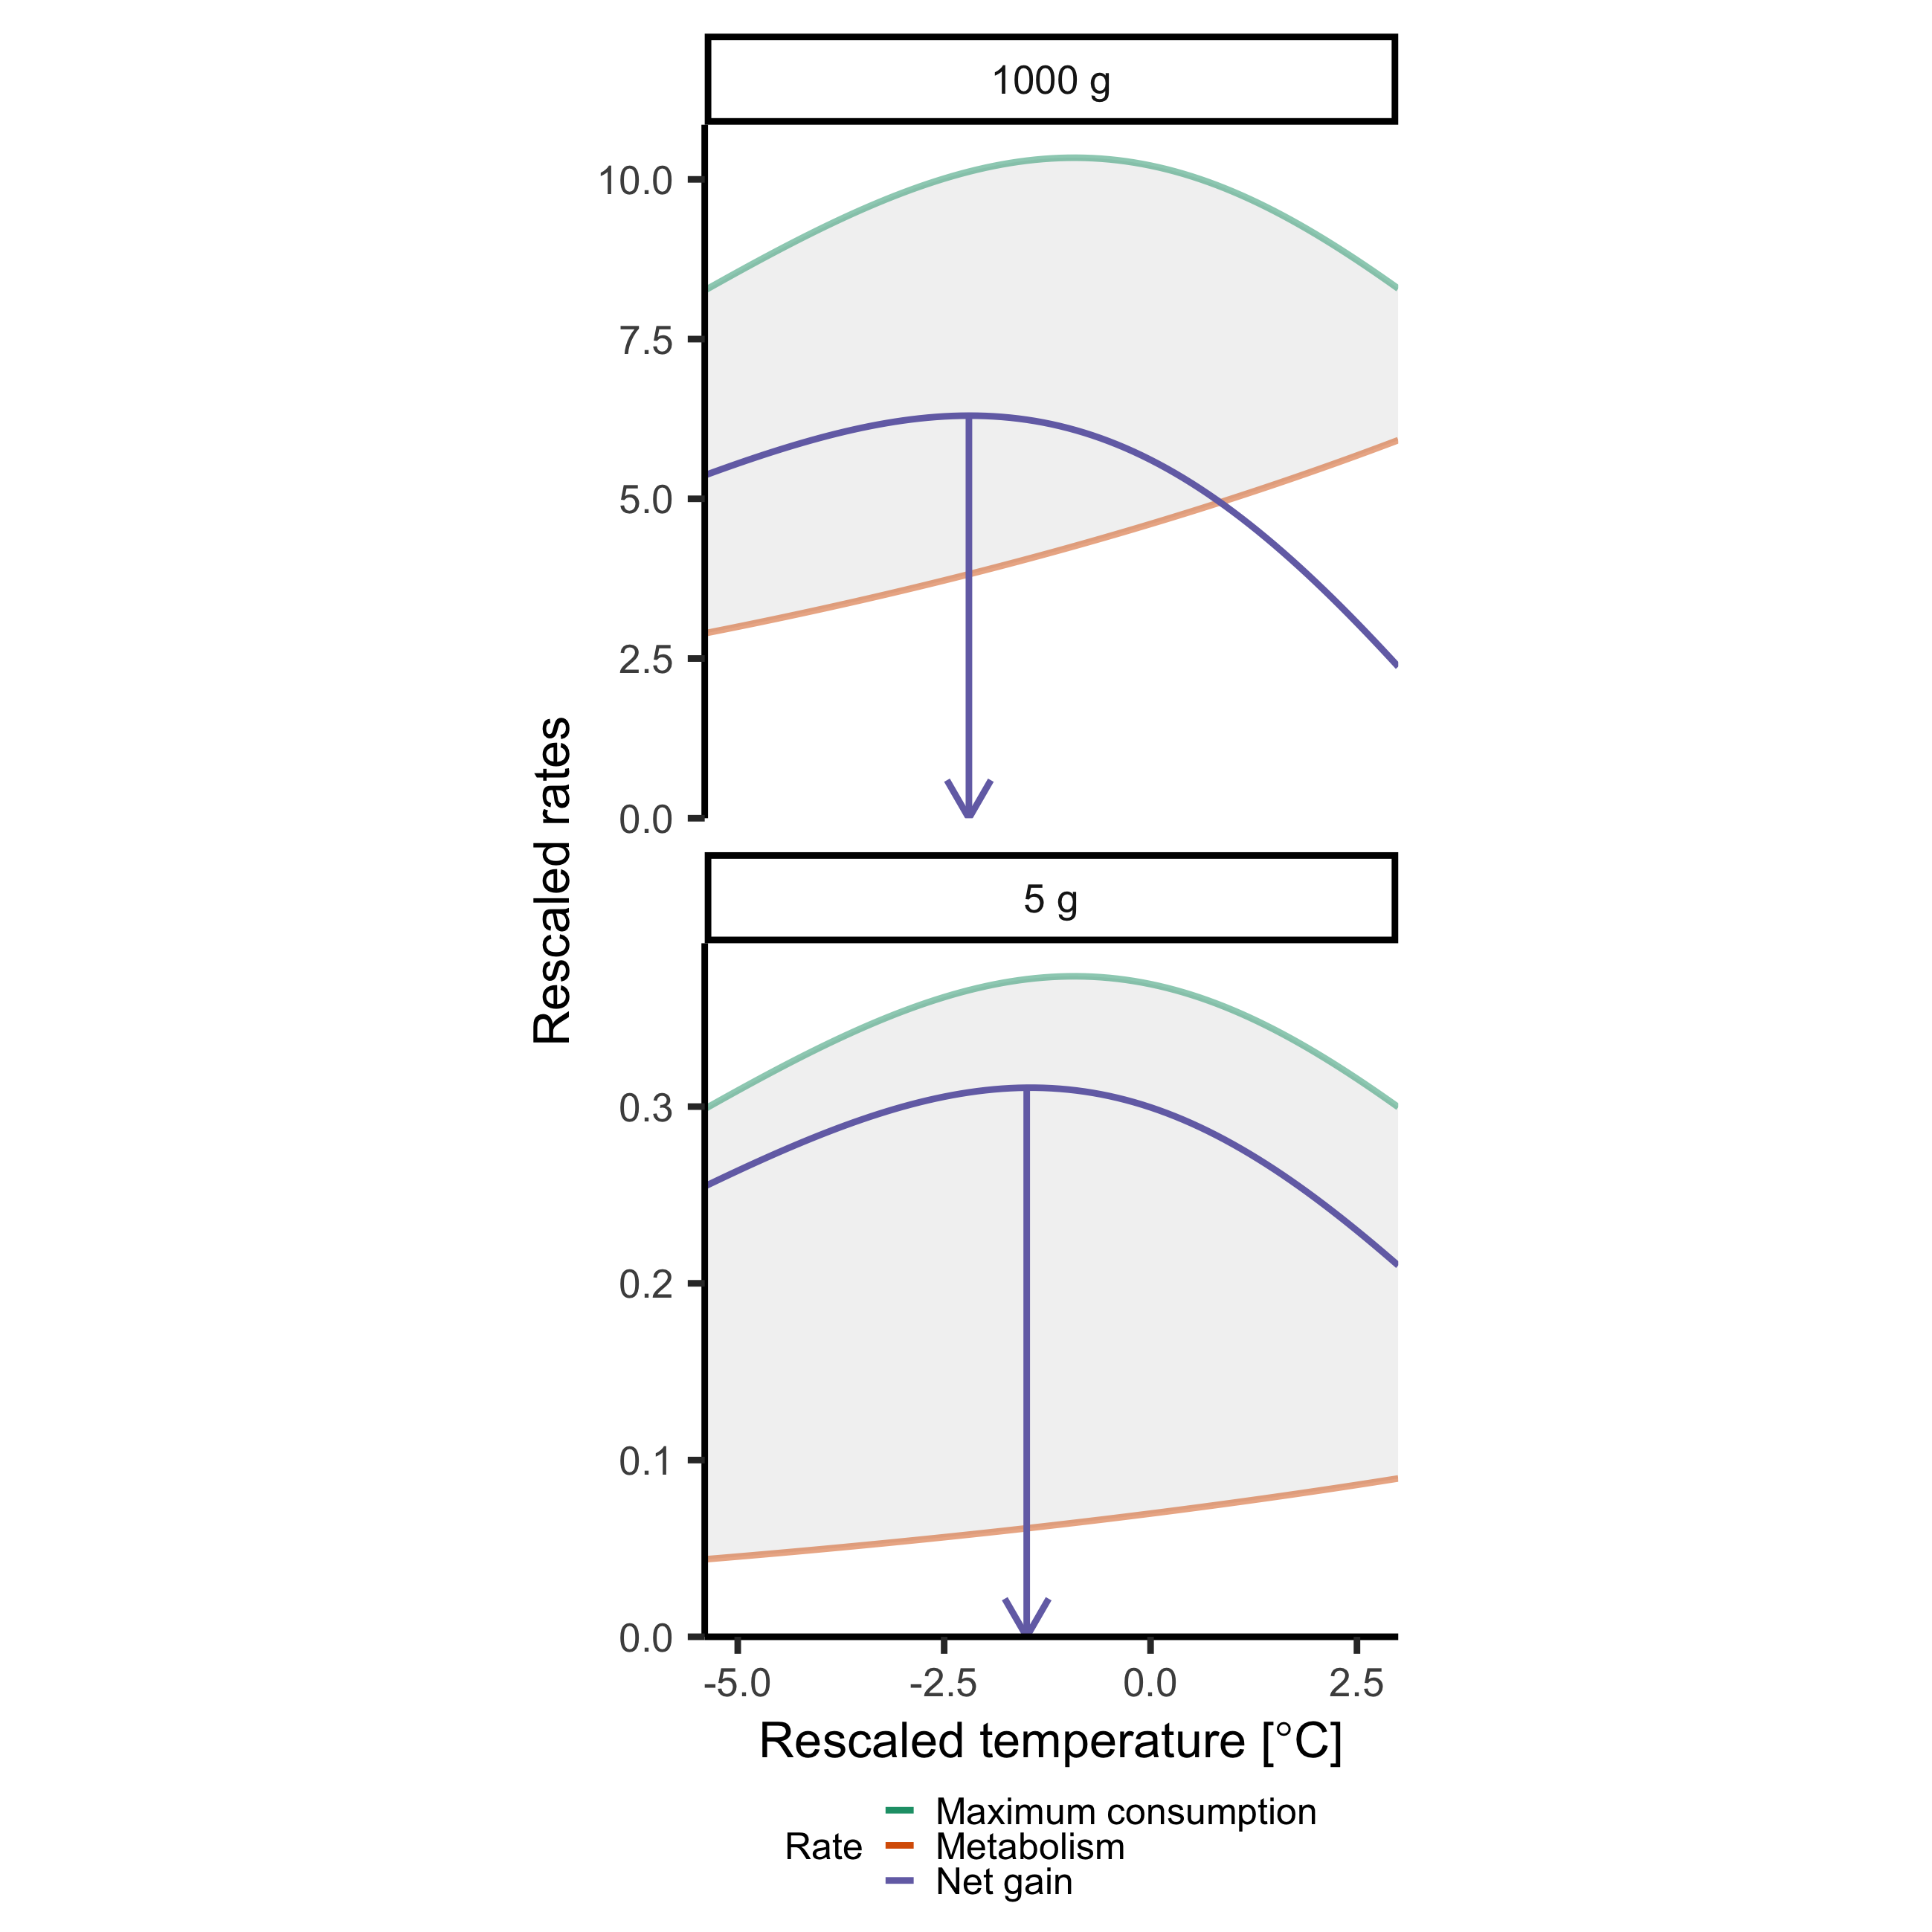 1000 g
10.0
7.5
5.0
2.5
0.0
Rescaled rates
5 g
0.3
0.2
0.1
0.0
-5.0 -2.5 0.0 2.5
Rescaled temperature [°C]
Maximum consumption
Rate Metabolism
Net gain